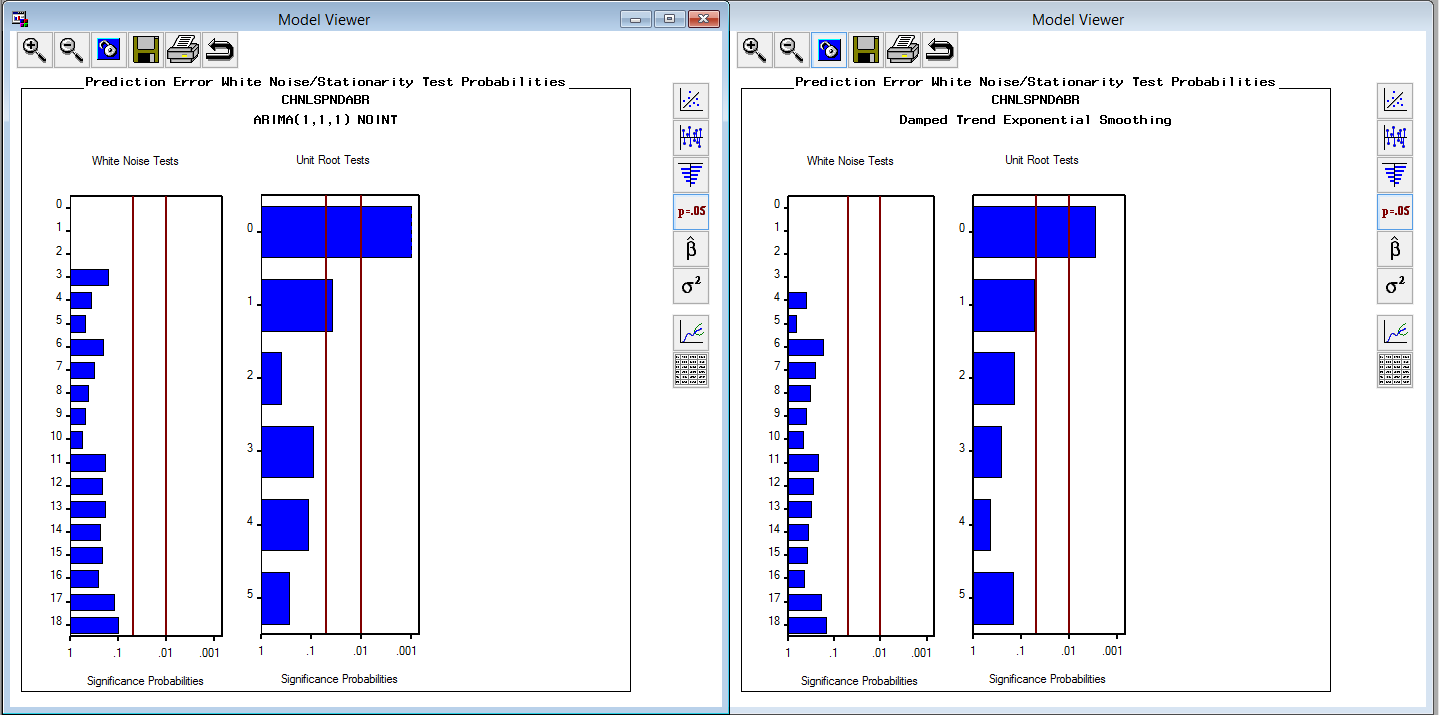 Model Viewer
Prediction Error White Noise/Stationarity Test Probabilities
CHNLSPNDABR
ARIMA(1,1,1) NOINT
White Noise Tests
0
1
2
3
4
5
6
7
8
9
10
11
12
13
14
15
16
17
18
1 .1 .01 .001
Significance Probabilities
Unit Root Tests
0
1
2
3
4
5
1 .1 .01 .001
Significance Probabilities
p=.05
β̂
σ²
Model Viewer
Prediction Error White Noise/Stationarity Test Probabilities
CHNLSPNDABR
Damped Trend Exponential Smoothing
White Noise Tests
0
1
2
3
4
5
6
7
8
9
10
11
12
13
14
15
16
17
18
1 .1 .01 .001
Significance Probabilities
Unit Root Tests
0
1
2
3
4
5
1 .1 .01 .001
Significance Probabilities
p=.05
β̂
σ²